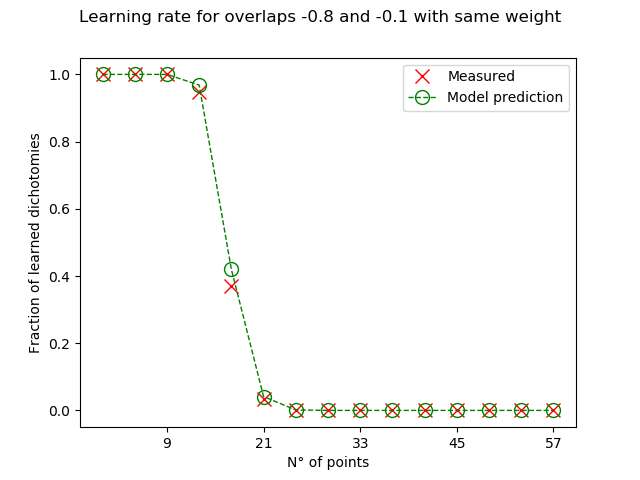 Learning rate for overlaps -0.8 and -0.1 with same weight
Measured
Model prediction
Fraction of learned dichotomies
1.0
0.8
0.6
0.4
0.2
0.0
9
21
33
45
57
N° of points